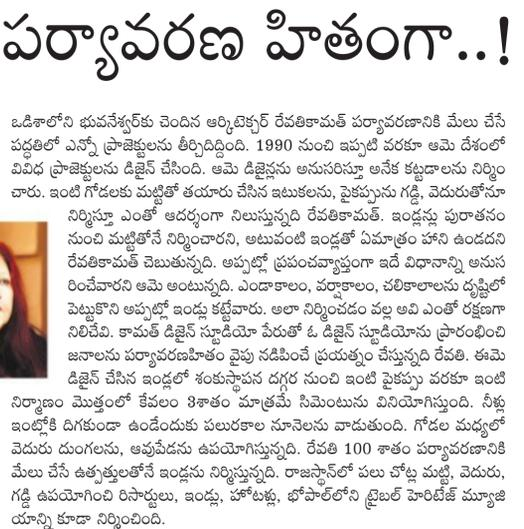 పర్యావరణ హితంగా..!
ఒడిశాలోని భువనేశ్వర్‌కు చెందిన ఆర్కిటెక్చర్ రేవతికామత్ పర్యావరణానికి మేలు చేసే
పద్ధతిలో ఎన్నో ప్రాజెక్టులను తీర్చిదిద్దింది. 1990 నుంచి ఇప్పటి వరకూ ఆమె దేశంలో
వివిధ ప్రాజెక్టులను డిజైన్ చేసింది. ఆమె డిజైన్లను అనుసరిస్తూ అనేక కట్టడాలను నిర్మిం
చారు. ఇంటి గోడలకు మట్టితో తయారు చేసిన ఇటుకలను, పైకప్పును గడ్డి, వెదురుతోనూ
నిర్మిస్తూ ఎంతో ఆదర్శంగా నిలుస్తున్నది రేవతికామత్. ఇండ్లన్లు పురాతనం
నుంచి మట్టితోనే నిర్మించారని, అటువంటి ఇండ్లతో ఏమాత్రం హాని ఉండదని
రేవతికామత్ చెబుతున్నది. అప్పట్లో ప్రపంచవ్యాప్తంగా ఇదే విధానాన్ని అనుస
రించేవారని ఆమె అంటున్నది. ఎండాకాలం, వర్షాకాలం, చలికాలాలను దృష్టిలో
పెట్టుకొని అప్పట్లో ఇండ్లు కట్టేవారు. అలా నిర్మించడం వల్ల అవి ఎంతో రక్షణగా
నిలిచేవి. కామత్ డిజైన్ స్టూడియో పేరుతో ఓ డిజైన్ స్టూడియోను ప్రారంభించి
జనాలను పర్యావరణహితం వైపు నడిపించే ప్రయత్నం చేస్తున్నది రేవతి. ఈమె
డిజైన్ చేసిన ఇండ్లలో శంకుస్థాపన దగ్గర నుంచి ఇంటి పైకప్పు వరకూ ఇంటి
నిర్మాణం మొత్తంలో కేవలం 3శాతం మాత్రమే సిమెంటును వినియోగిస్తుంది. నీళ్లు
ఇంట్లోకి దిగకుండా ఉండేందుకు పలురకాల నూనెలను వాడుతుంది. గోడల మధ్యలో
వెదురు దుంగలను, ఆవుపేడను ఉపయోగిస్తున్నది. రేవతి 100 శాతం పర్యావరణానికి
మేలు చేసే ఉత్పత్తులతోనే ఇండ్లను నిర్మిస్తున్నది. రాజస్థాన్‌లో పలు చోట్ల మట్టి, వెదురు,
గడ్డి ఉపయోగించి రిసార్టులు, ఇండ్లు, హోటళ్లు, భోపాల్‌లోని ట్రైబల్ హెరిటేజ్ మ్యూజి
యాన్ని కూడా నిర్మించింది.